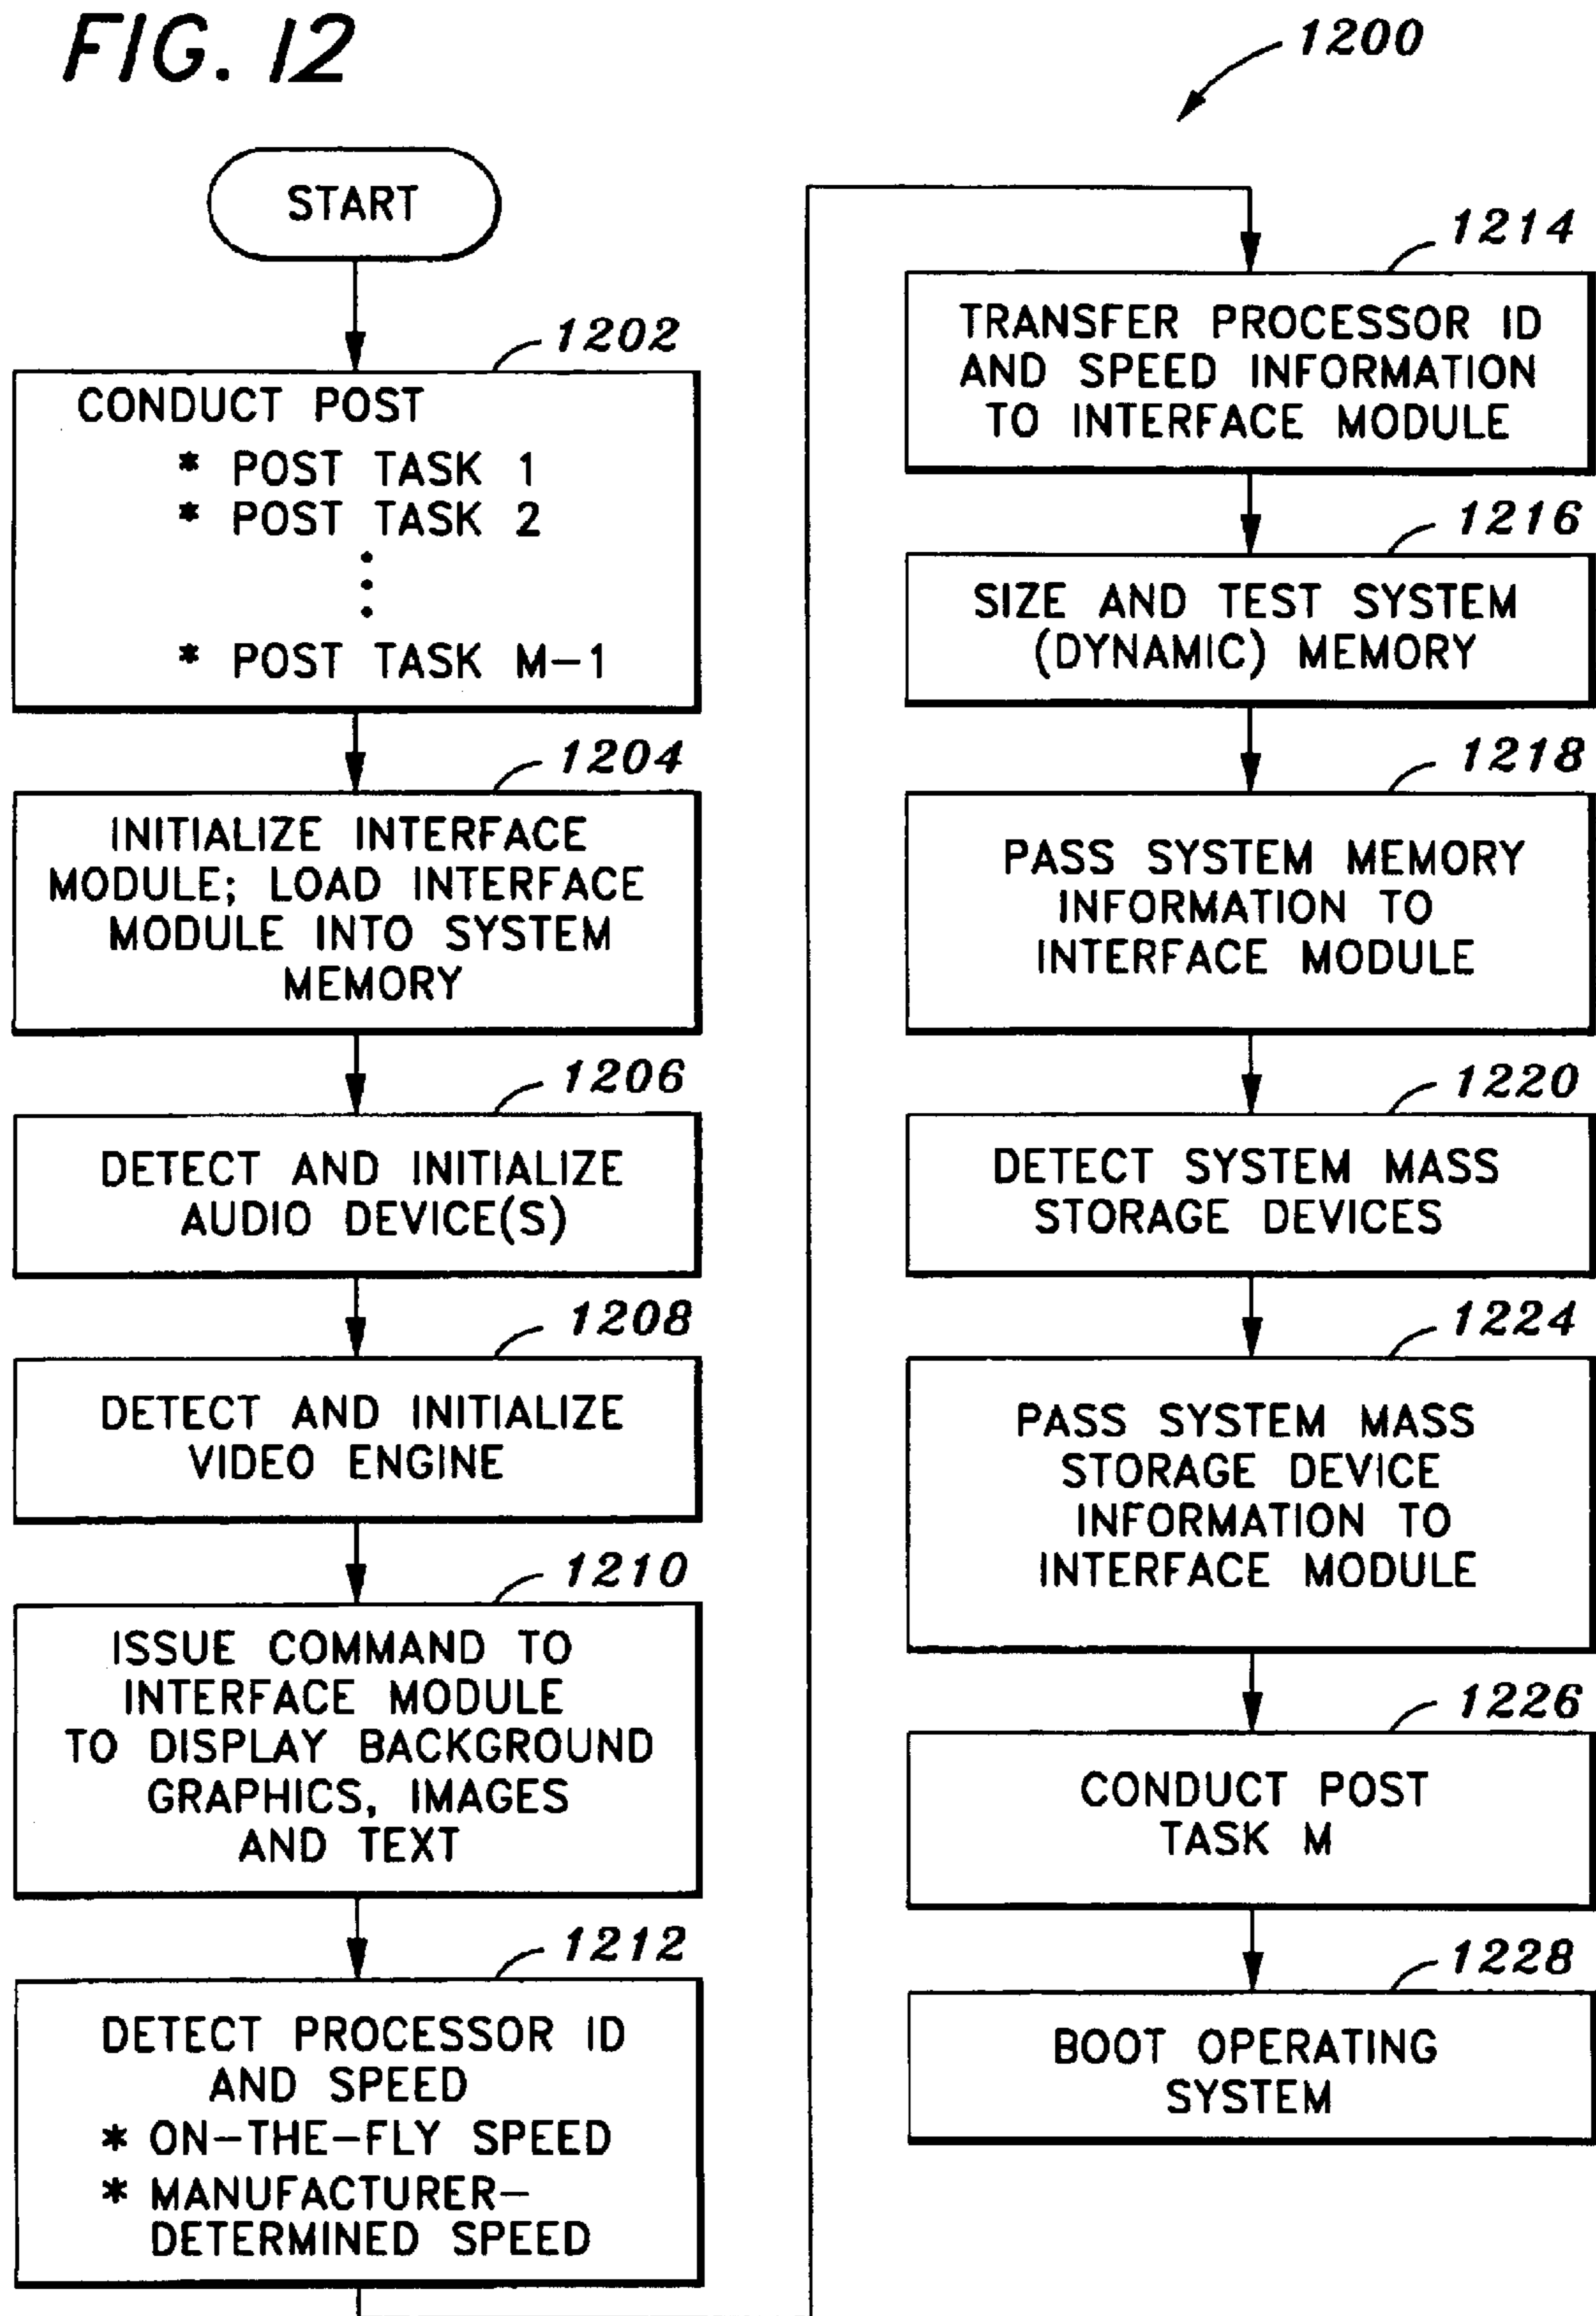 FIG. 12
1200
START
1202
CONDUCT POST
* POST TASK 1
* POST TASK 2
* POST TASK M-1
1204
INITIALIZE INTERFACE
MODULE; LOAD INTERFACE
MODULE INTO SYSTEM
MEMORY
1206
DETECT AND INITIALIZE
AUDIO DEVICE(S)
1208
DETECT AND INITIALIZE
VIDEO ENGINE
1210
ISSUE COMMAND TO
INTERFACE MODULE
TO DISPLAY BACKGROUND
GRAPHICS, IMAGES
AND TEXT
1212
DETECT PROCESSOR ID
AND SPEED
* ON-THE-FLY SPEED
* MANUFACTURER-
DETERMINED SPEED
1214
TRANSFER PROCESSOR ID
AND SPEED INFORMATION
TO INTERFACE MODULE
1216
SIZE AND TEST SYSTEM
(DYNAMIC) MEMORY
1218
PASS SYSTEM MEMORY
INFORMATION TO
INTERFACE MODULE
1220
DETECT SYSTEM MASS
STORAGE DEVICES
1224
PASS SYSTEM MASS
STORAGE DEVICE
INFORMATION TO
INTERFACE MODULE
1226
CONDUCT POST
TASK M
1228
BOOT OPERATING
SYSTEM